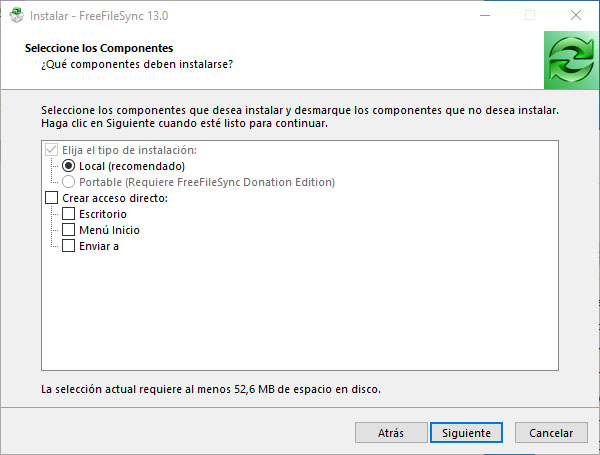 Instalar - FreeFileSync 13.0
Seleccione los Componentes
¿Qué componentes deben instalarse?
Seleccione los componentes que desea instalar y desmarque los componentes que no desea instalar.
Haga clic en Siguiente cuando esté listo para continuar.
Elija el tipo de instalación:
Local (recomendado)
Portable (Requiere FreeFileSync Donation Edition)
Crear acceso directo:
Escritorio
Menú Inicio
Enviar a
La selección actual requiere al menos 52,6 MB de espacio en disco.
Atrás Siguiente Cancelar